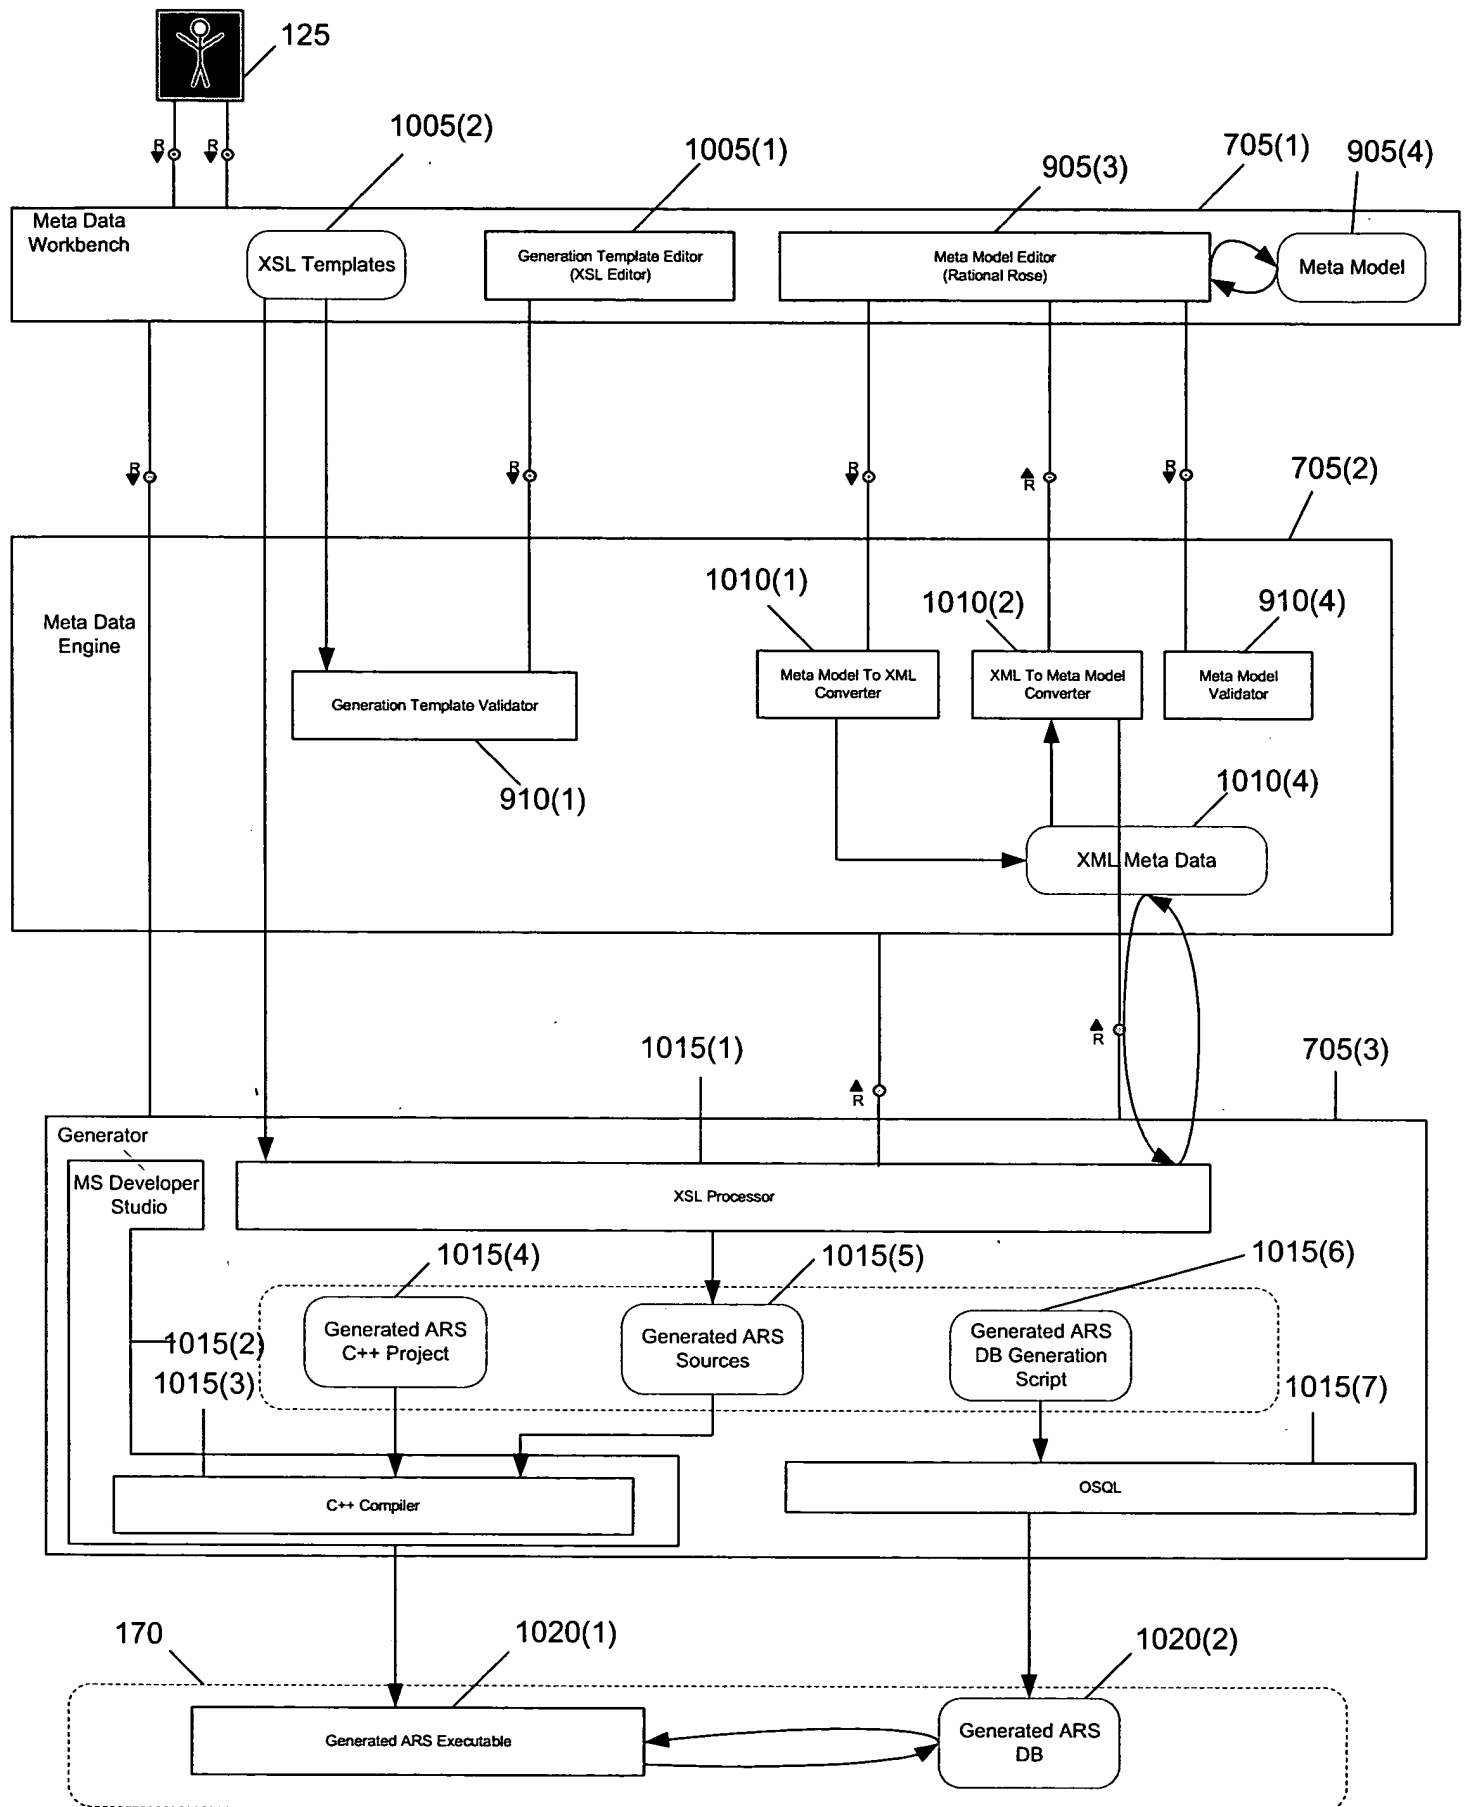 125
R
R
1005(2)
1005(1)
905(3)
705(1)
905(4)
Meta Data
Workbench
XSL Templates
Generation Template Editor
(XSL Editor)
Meta Model Editor
(Rational Rose)
Meta Model
R
R
R
R
R
705(2)
1010(1)
1010(2)
910(4)
Meta Data
Engine
Generation Template Validator
Meta Model To XML
Converter
XML To Meta Model
Converter
Meta Model
Validator
910(1)
1010(4)
XML Meta Data
R
R
1015(1)
705(3)
Generator
MS Developer
Studio
XSL Processor
1015(4)
1015(5)
1015(6)
Generated ARS
C++ Project
Generated ARS
Sources
Generated ARS
DB Generation
Script
1015(2)
1015(3)
1015(7)
C++ Compiler
OSQL
170
1020(1)
1020(2)
Generated ARS Executable
Generated ARS
DB